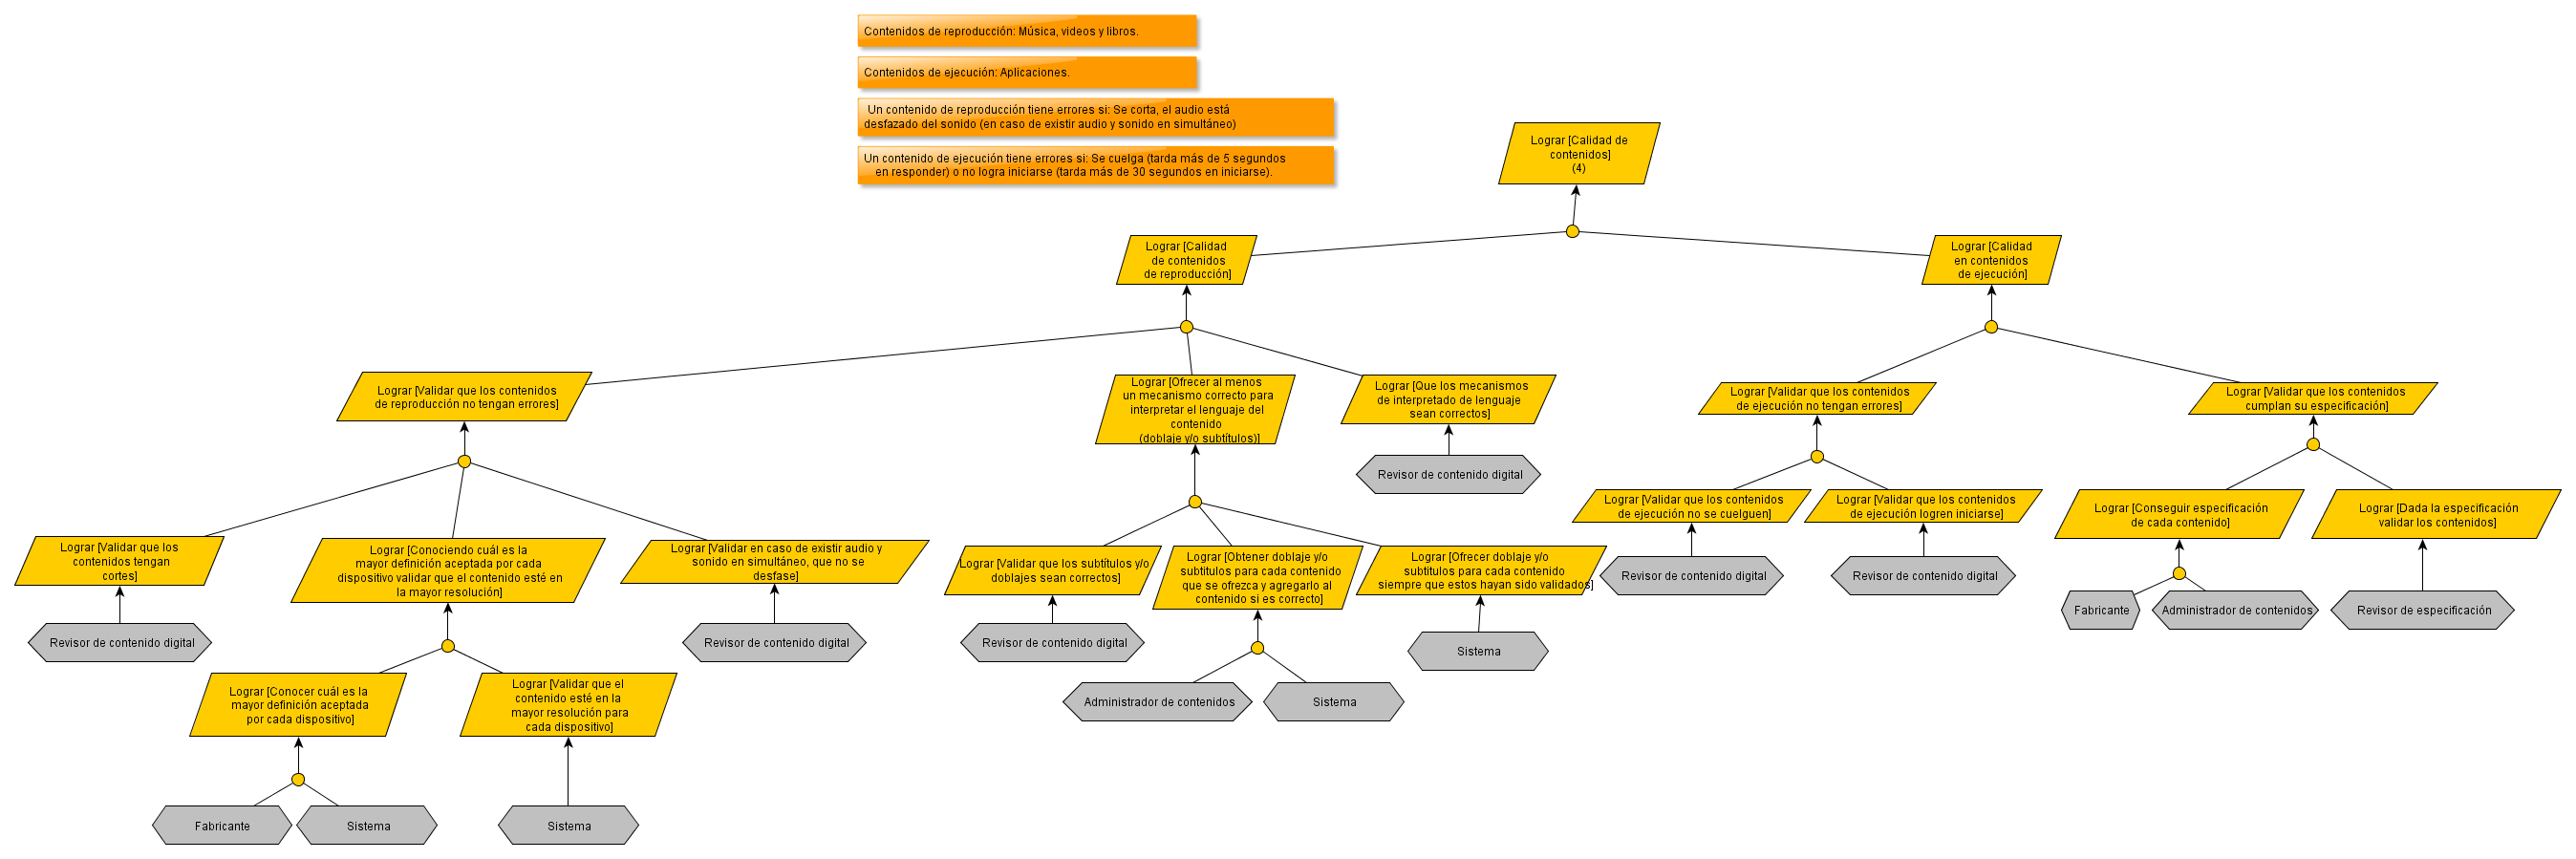 Contenidos de reproducción: Música, videos y libros.
Contenidos de ejecución: Aplicaciones.
Un contenido de reproducción tiene errores si: Se corta, el audio está
desfazado del sonido (en caso de existir audio y sonido en simultáneo)
Un contenido de ejecución tiene errores si: Se cuelga (tarda más de 5 segundos
en responder) o no logra iniciarse (tarda más de 30 segundos en iniciarse).
Lograr [Calidad de
contenidos]
(4)
Lograr [Calidad
de contenidos
de reproducción]
Lograr [Calidad
en contenidos
de ejecución]
Lograr [Validar que los contenidos
de reproducción no tengan errores]
Lograr [Ofrecer al menos
un mecanismo correcto para
interpretar el lenguaje del
contenido
(doblaje y/o subtítulos)]
Lograr [Que los mecanismos
de interpretado de lenguaje
sean correctos]
Revisor de contenido digital
Lograr [Validar que los contenidos
de ejecución no tengan errores]
Lograr [Validar que los contenidos
cumplan su especificación]
Lograr [Validar que los
contenidos tengan
cortes]
Revisor de contenido digital
Lograr [Conociendo cuál es la
mayor definición aceptada por cada
dispositivo validar que el contenido esté en
la mayor resolución]
Lograr [Validar en caso de existir audio y
sonido en simultáneo, que no se
desfase]
Revisor de contenido digital
Lograr [Validar que los subtítulos y/o
doblajes sean correctos]
Revisor de contenido digital
Lograr [Obtener doblaje y/o
subtitulos para cada contenido
que se ofrezca y agregarlo al
contenido si es correcto]
Lograr [Ofrecer doblaje y/o
subtítulos para cada contenido
siempre que estos hayan sido validados]
Sistema
Administrador de contenidos
Sistema
Lograr [Validar que los contenidos
de ejecución no se cuelguen]
Revisor de contenido digital
Lograr [Validar que los contenidos
de ejecución logren iniciarse]
Revisor de contenido digital
Lograr [Conseguir especificación
de cada contenido]
Fabricante
Administrador de contenidos
Lograr [Dada la especificación
validar los contenidos]
Revisor de especificación
Lograr [Conocer cuál es la
mayor definición aceptada
por cada dispositivo]
Lograr [Validar que el
contenido esté en la
mayor resolución para
cada dispositivo]
Fabricante
Sistema
Sistema